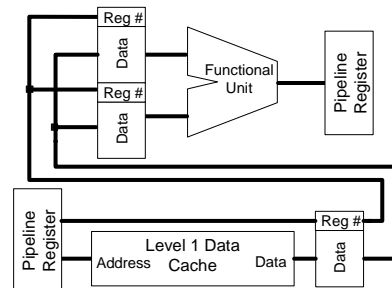 Reg #
Data
Reg #
Data
Functional
Unit
Pipeline
Register
Pipeline
Register
Level 1 Data
Cache
Address
Data
Reg #
Data